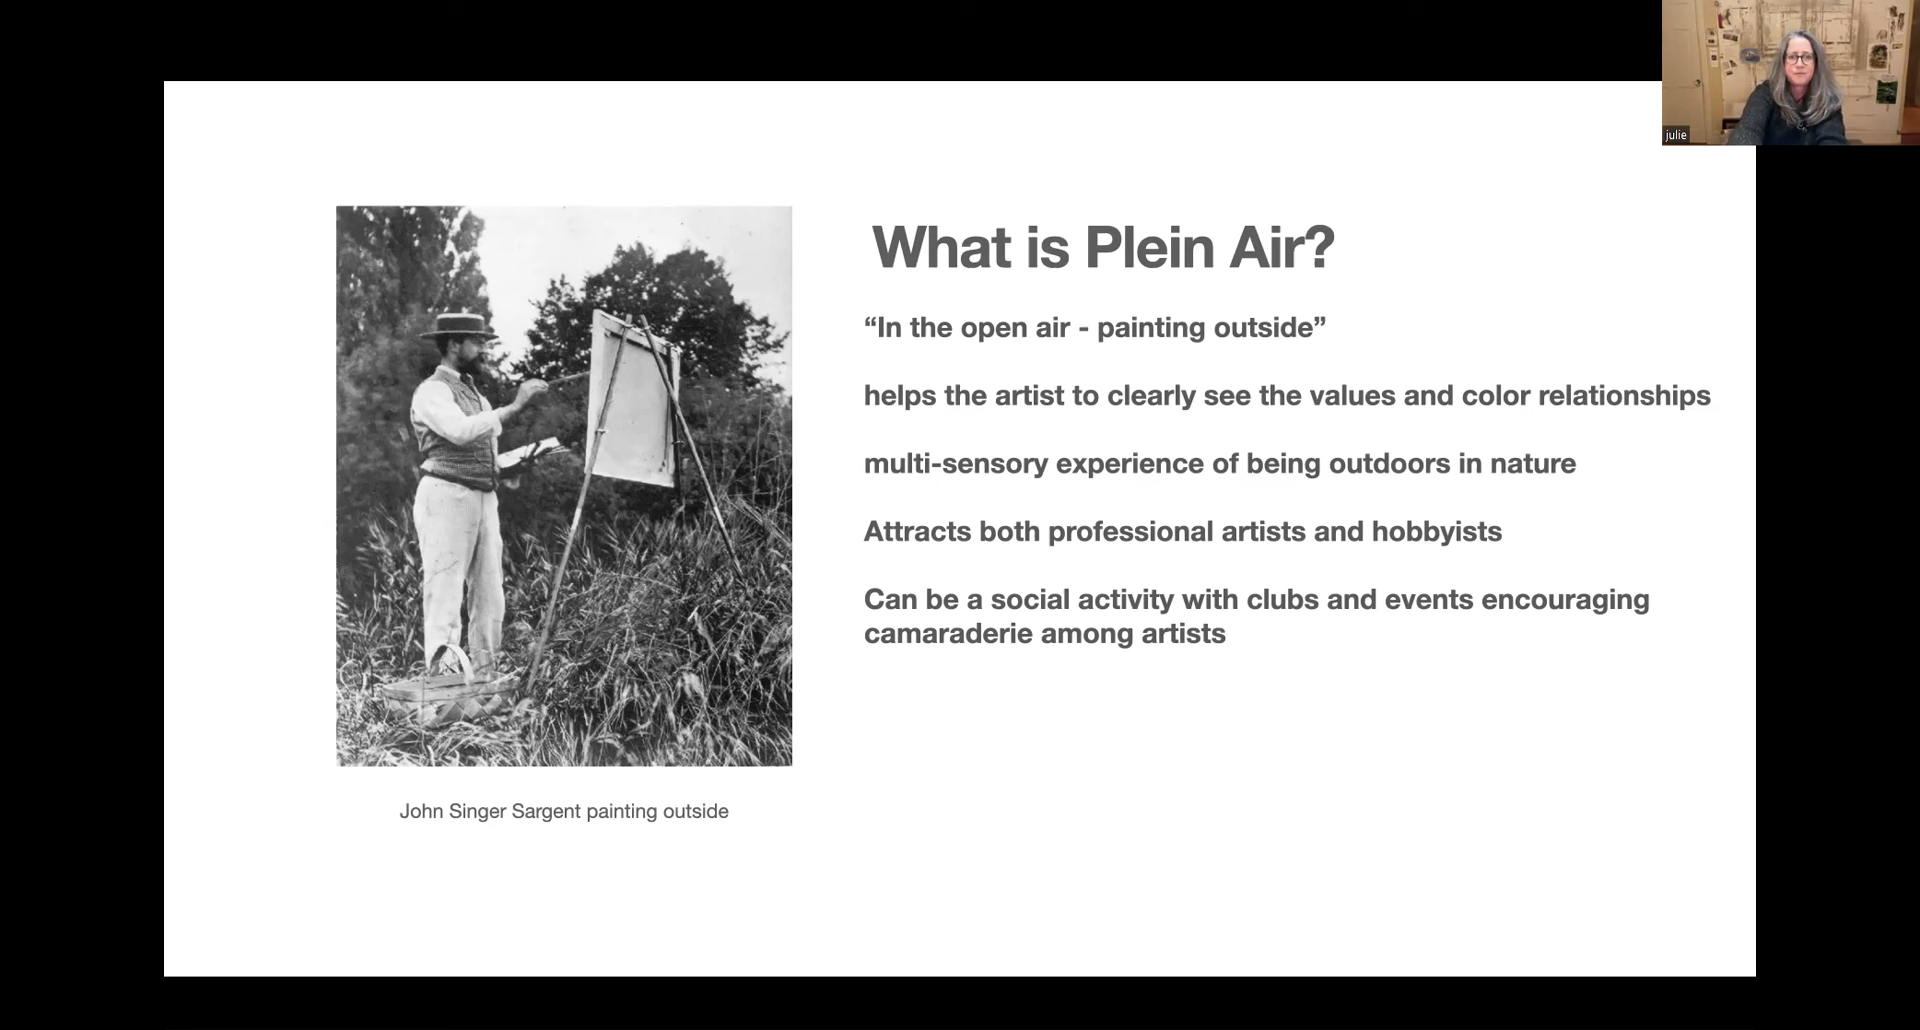 julie
What is Plein Air?
“In the open air - painting outside”
helps the artist to clearly see the values and color relationships
multi-sensory experience of being outdoors in nature
Attracts both professional artists and hobbyists
Can be a social activity with clubs and events encouraging
camaraderie among artists
John Singer Sargent painting outside